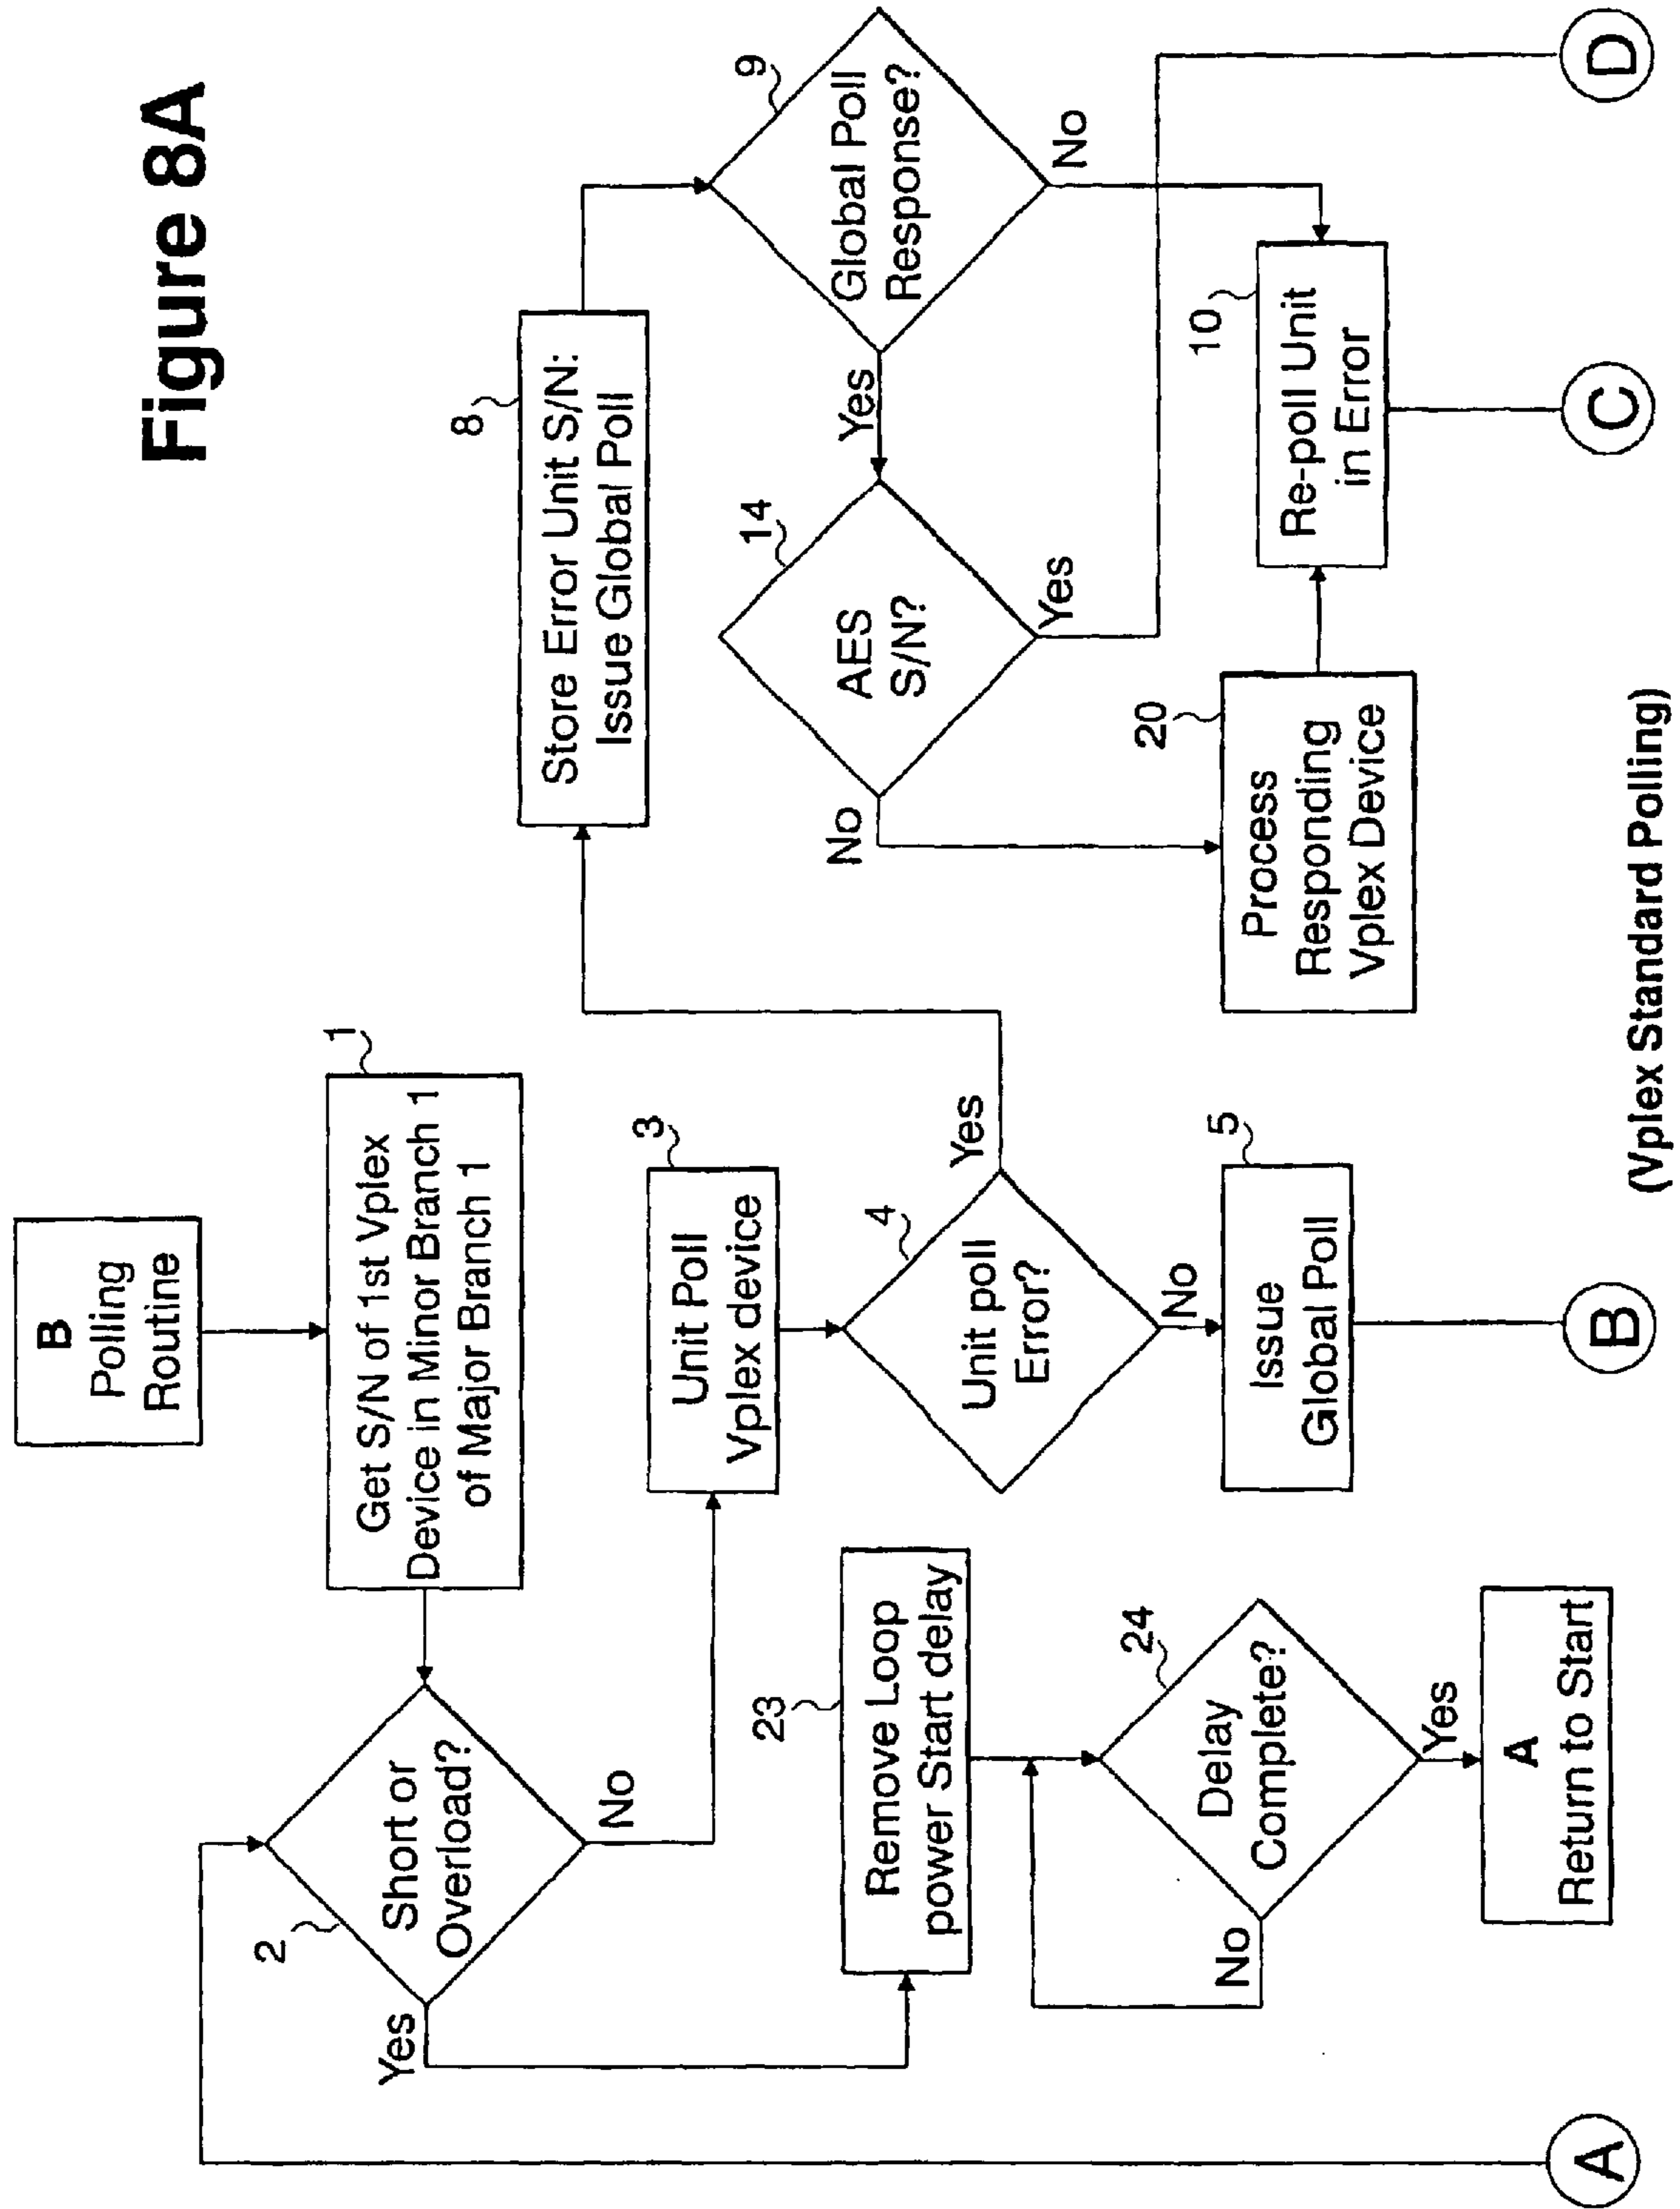 Figure 8A
B
Polling
Routine
1
Get S/N of 1st Vplex
Device in Minor Branch 1
of Major Branch 1
2
Short or
Overload?
Yes
No
3
Unit Poll
Vplex device
4
Unit poll
Error?
Yes
No
5
Issue
Global Poll
8
Store Error Unit S/N:
Issue Global Poll
9
Global Poll
Response?
Yes
No
14
AES
S/N?
No
Yes
20
Process
Responding
Vplex Device
10
Re-poll Unit
in Error
23
Remove Loop
power Start delay
24
Delay
Complete?
No
Yes
A
Return to Start
A
B
C
D
(Vplex Standard Polling)